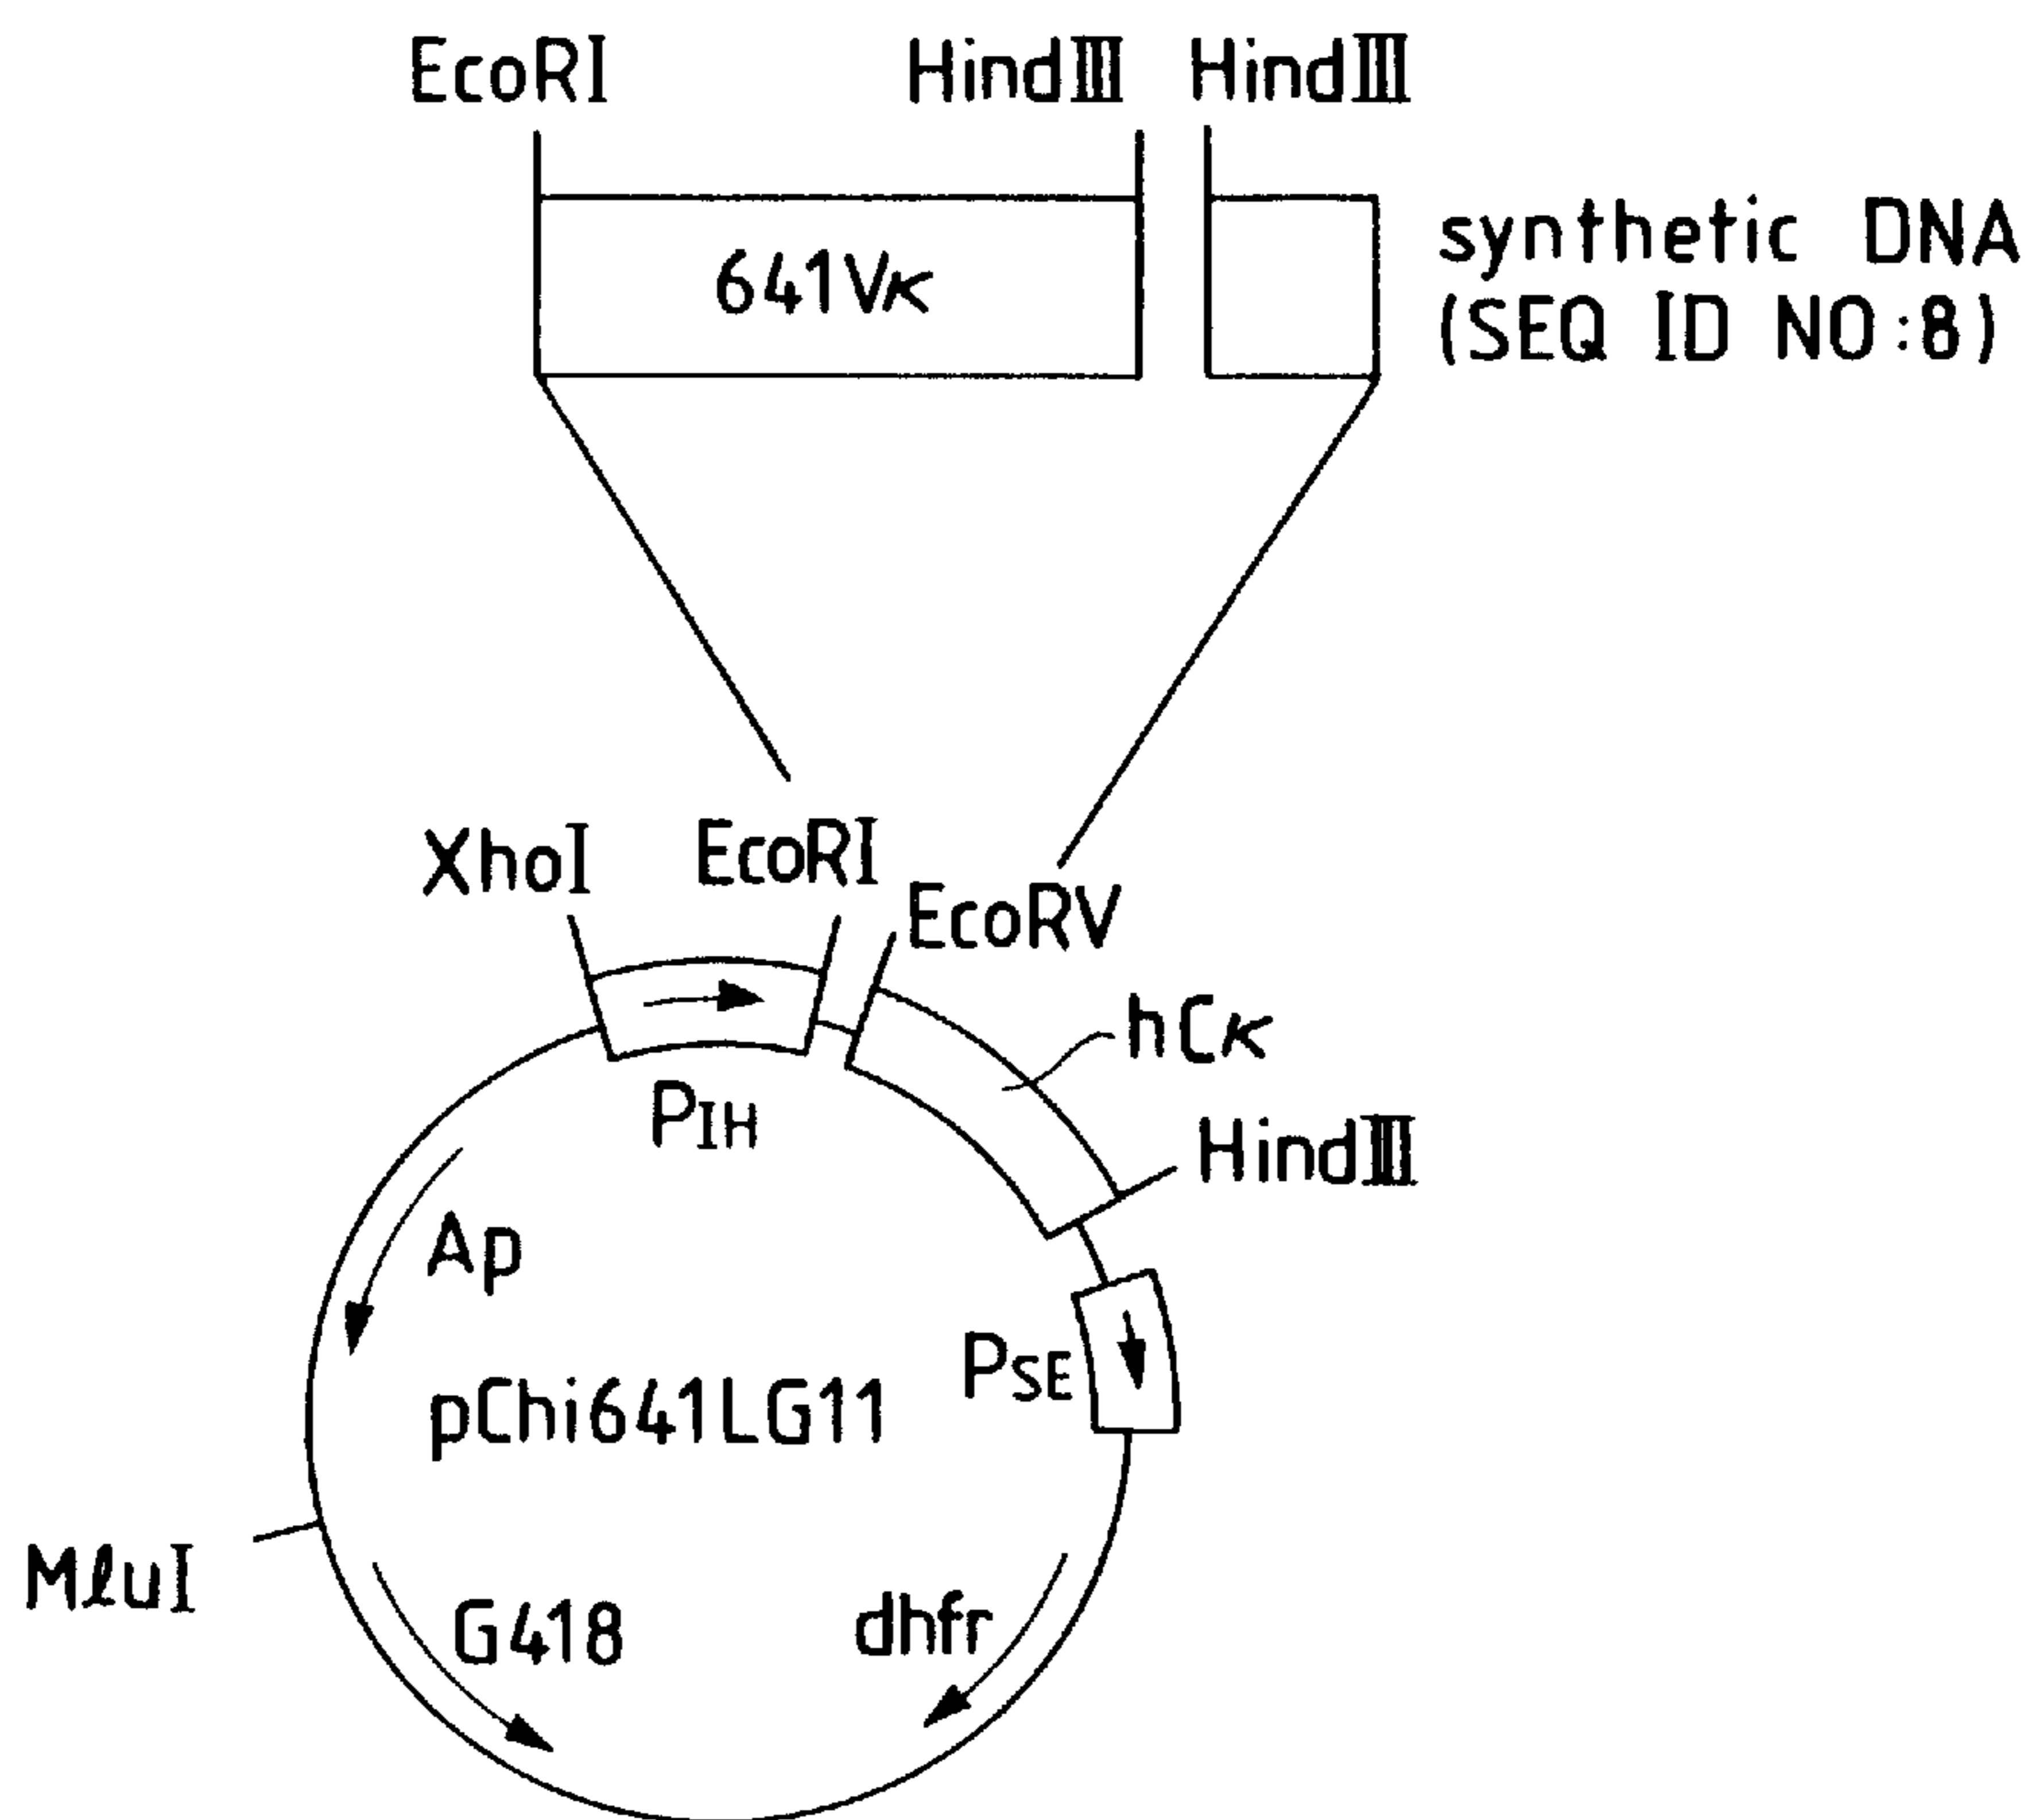 EcoRI
HindIII
HindIII
641Vκ
synthetic DNA
(SEQ ID NO:8)
XhoI
EcoRI
EcoRV
hCκ
PIH
HindIII
Ap
PSE
pChi641LG11
MluI
G418
dhfr